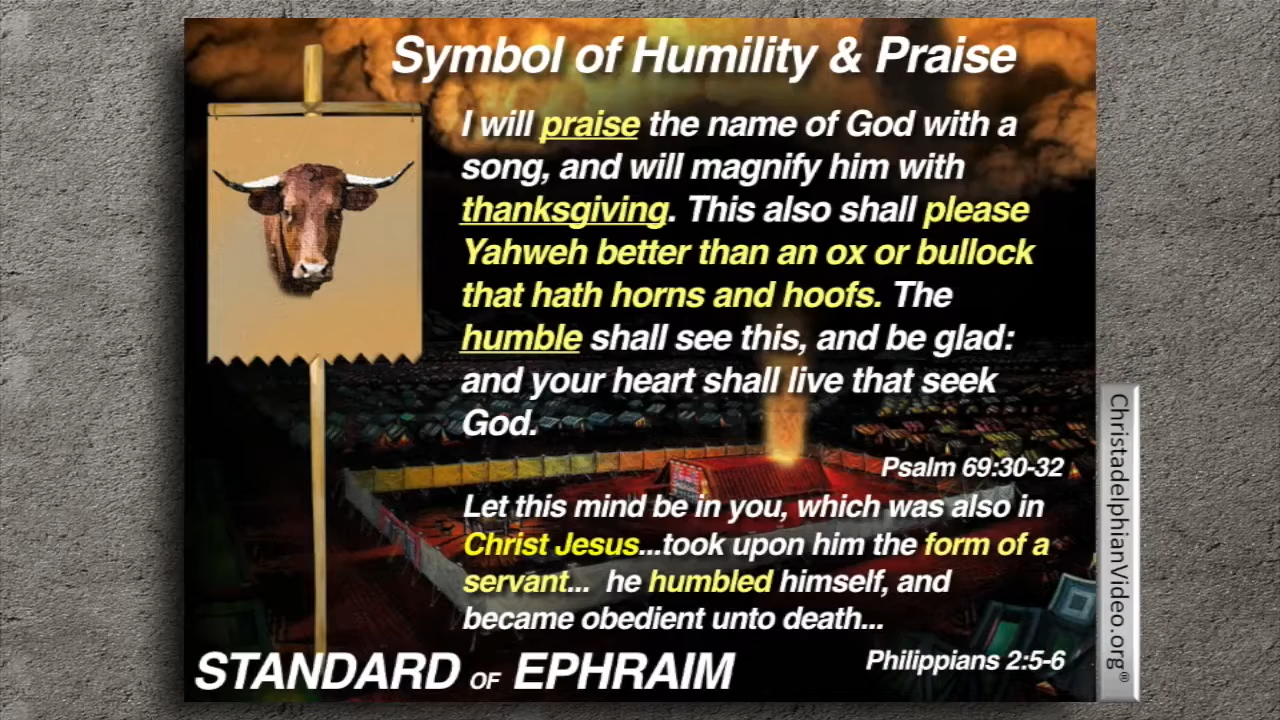 Symbol of Humility & Praise
I will praise the name of God with a
song, and will magnify him with
thanksgiving. This also shall please
Yahweh better than an ox or bullock
that hath horns and hoofs. The
humble shall see this, and be glad:
and your heart shall live that seek
God.
Psalm 69:30-32
Let this mind be in you, which was also in
Christ Jesus...took upon him the form of a
servant... he humbled himself, and
became obedient unto death...
Philippians 2:5-6
STANDARD OF EPHRAIM
ChristadelphianVideo.org®